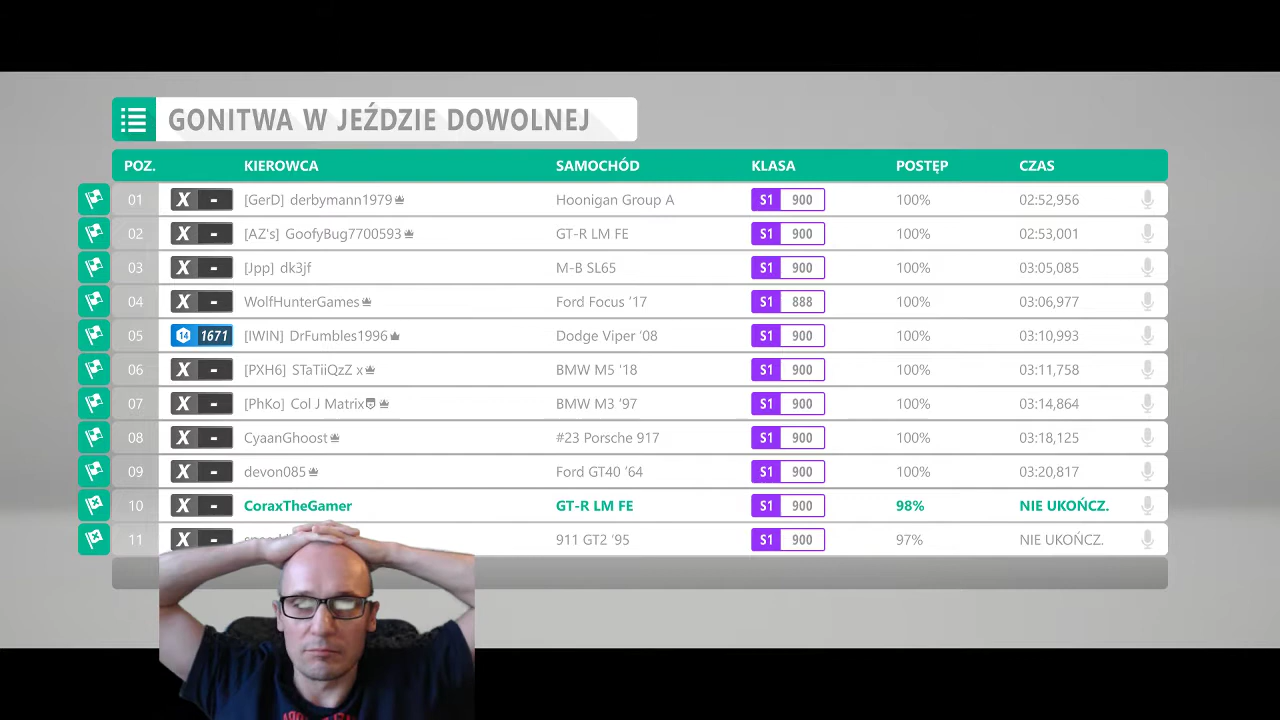 GONITWA W JEŹDZIE DOWOLNEJ
POZ. KIEROWCA SAMOCHÓD KLASA POSTĘP CZAS
01 X - [GerD] derbymann1979 Hoonigan Group A S1 900 100% 02:52,956
02 X - [AZ's] GoofyBug7700593 GT-R LM FE S1 900 100% 02:53,001
03 X - [Jpp] dk3jf M-B SL65 S1 900 100% 03:05,085
04 X - WolfHunterGames Ford Focus '17 S1 888 100% 03:06,977
05 14 1671 [IWIN] DrFumbles1996 Dodge Viper '08 S1 900 100% 03:10,993
06 X - [PXH6] STaTiiQzZ x BMW M5 '18 S1 900 100% 03:11,758
07 X - [PhKo] Col J Matrix BMW M3 '97 S1 900 100% 03:14,864
08 X - CyaanGhoost #23 Porsche 917 S1 900 100% 03:18,125
09 X - devon085 Ford GT40 '64 S1 900 100% 03:20,817
10 X - CoraxTheGamer GT-R LM FE S1 900 98% NIE UKOŃCZ.
11 X - 911 GT2 '95 S1 900 97% NIE UKOŃCZ.